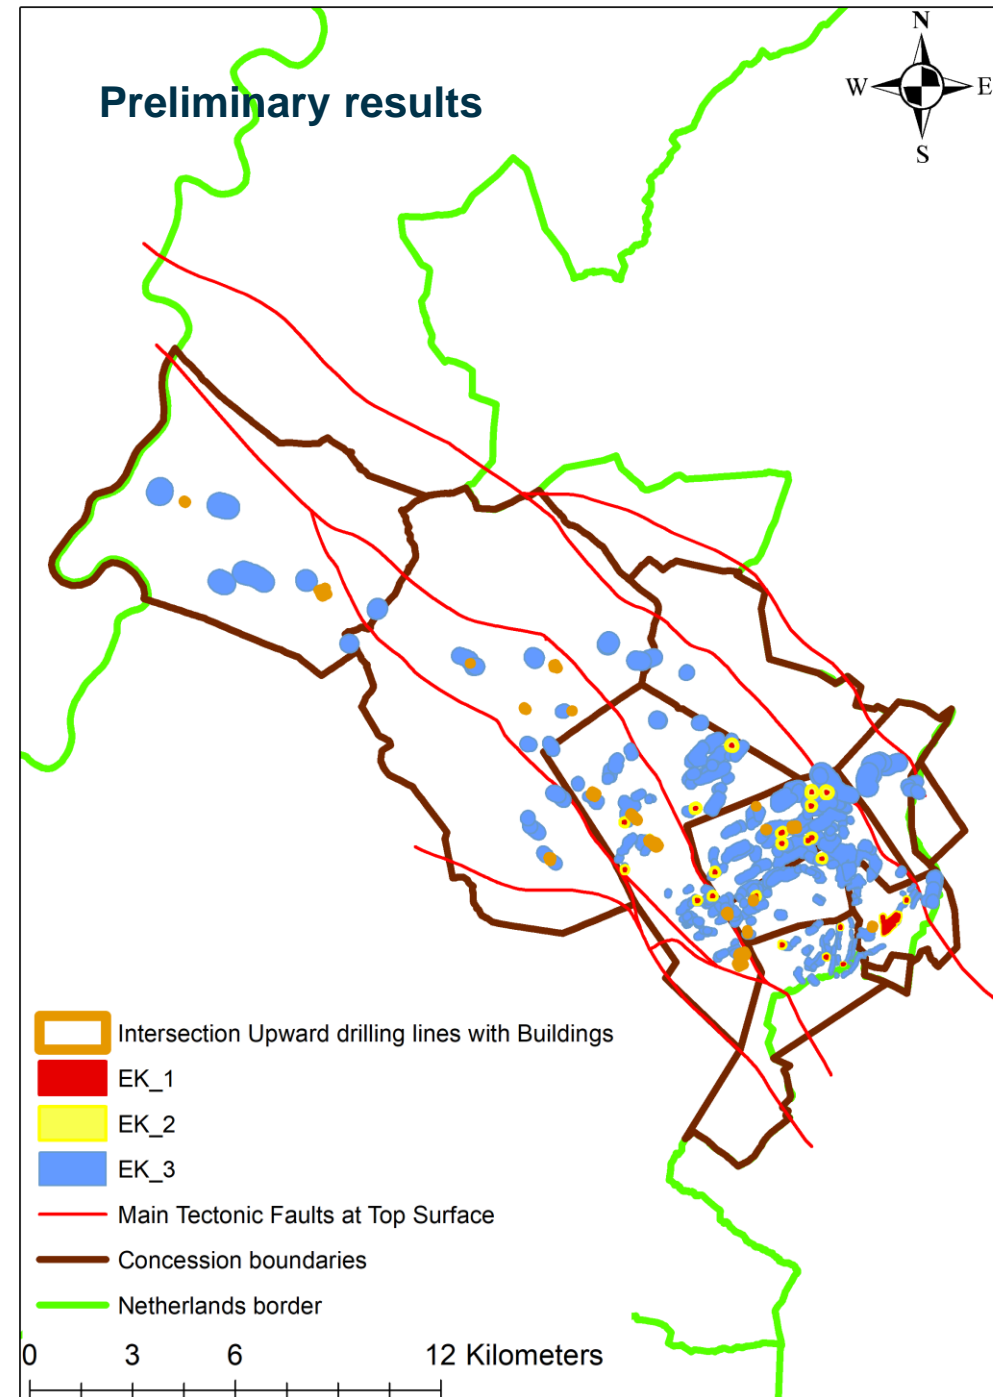 N
Preliminary results
W
E
S
Intersection Upward drilling lines with Buildings
EK_1
EK_2
EK_3
Main Tectonic Faults at Top Surface
Concession boundaries
Netherlands border
0 3 6 12 Kilometers